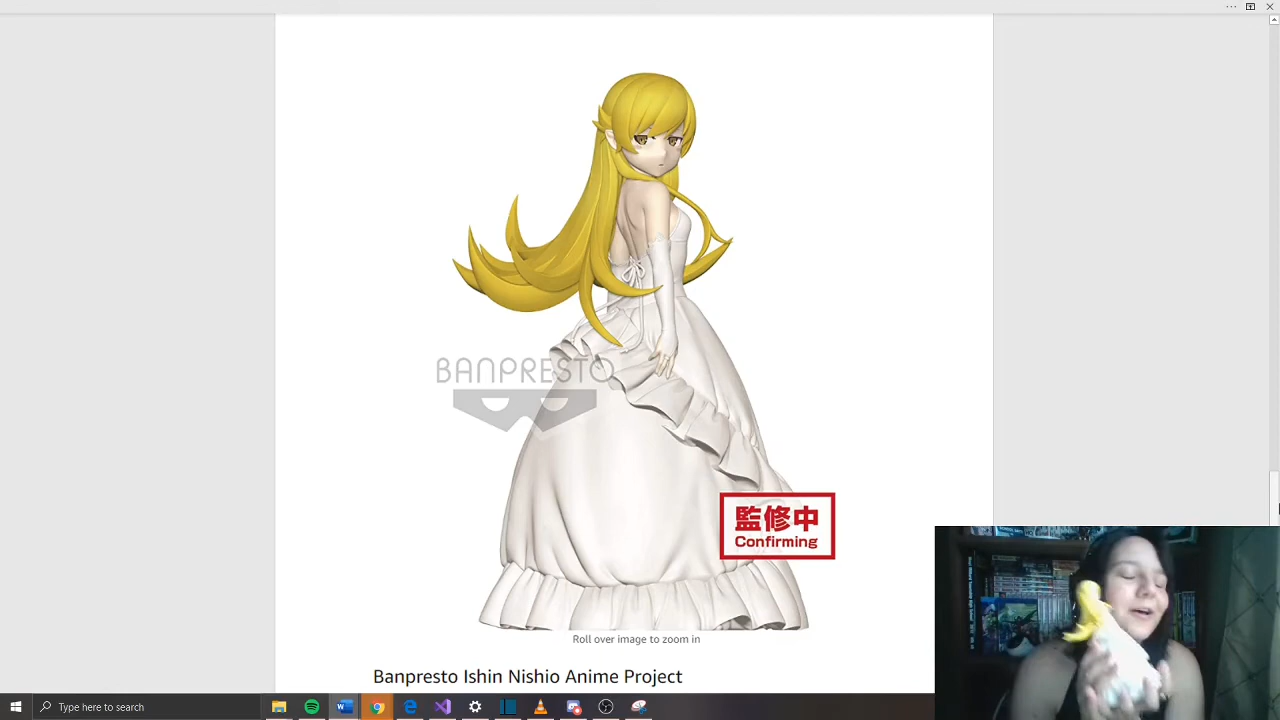 BANPRESTO
監修中
Confirming
Roll over image to zoom in
Banpresto Ishin Nishio Anime Project
Type here to search